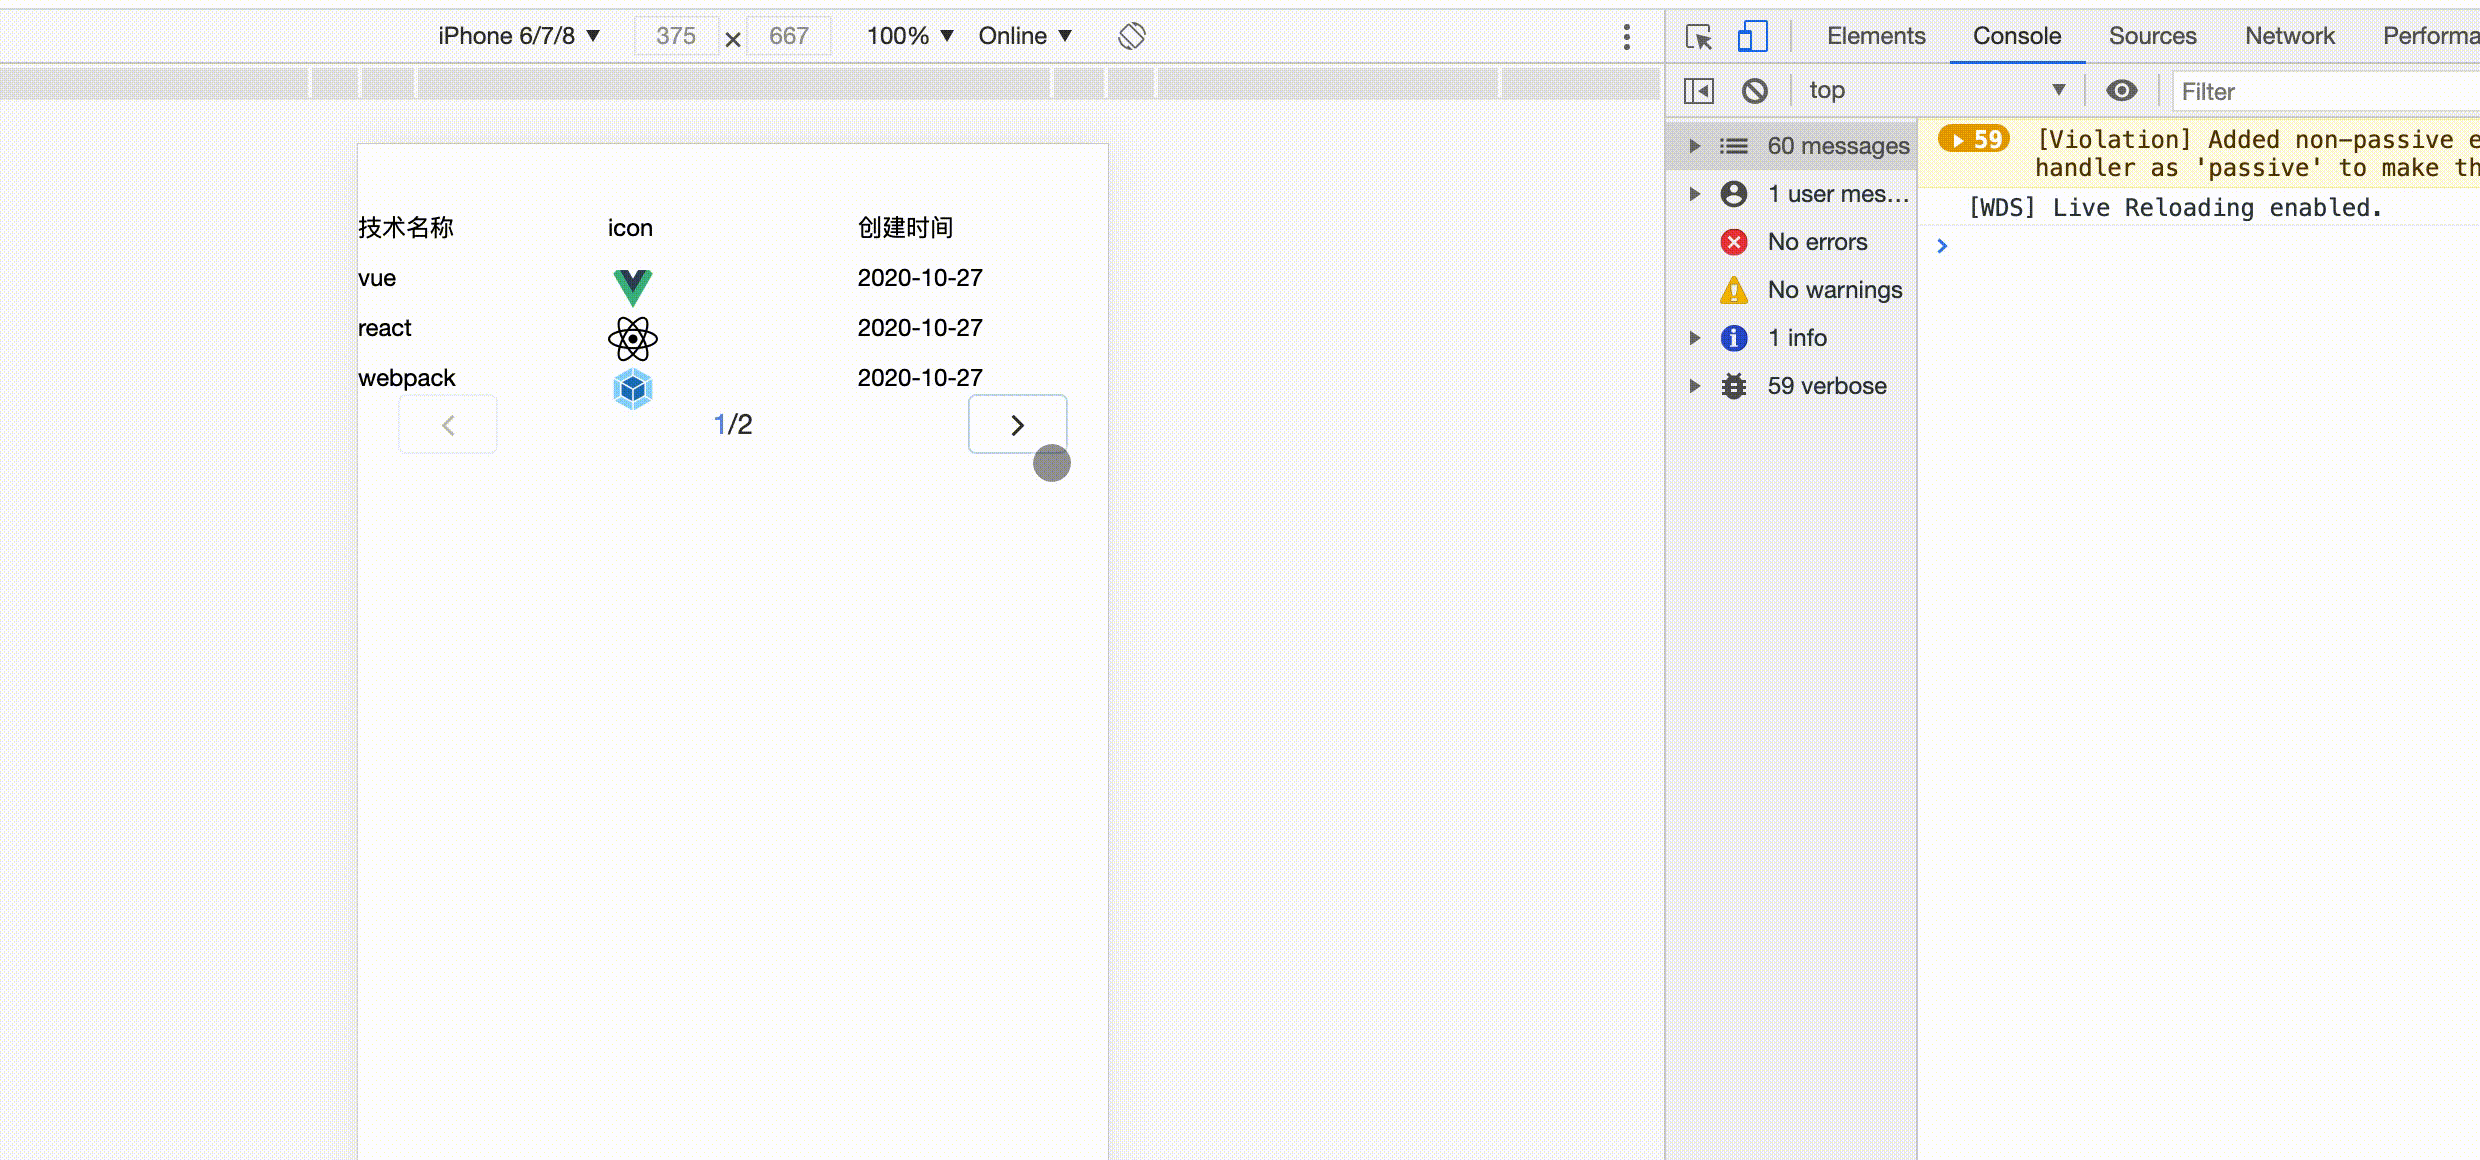 iPhone 6/7/8 ▼ 375 × 667 100% ▼ Online ▼
Elements Console Sources Network Performa
top ▼ Filter
60 messages
1 user mes…
No errors
No warnings
1 info
59 verbose
59 [Violation] Added non-passive e
handler as 'passive' to make th
[WDS] Live Reloading enabled.
技术名称 icon 创建时间
vue 2020-10-27
react 2020-10-27
webpack 2020-10-27
1/2